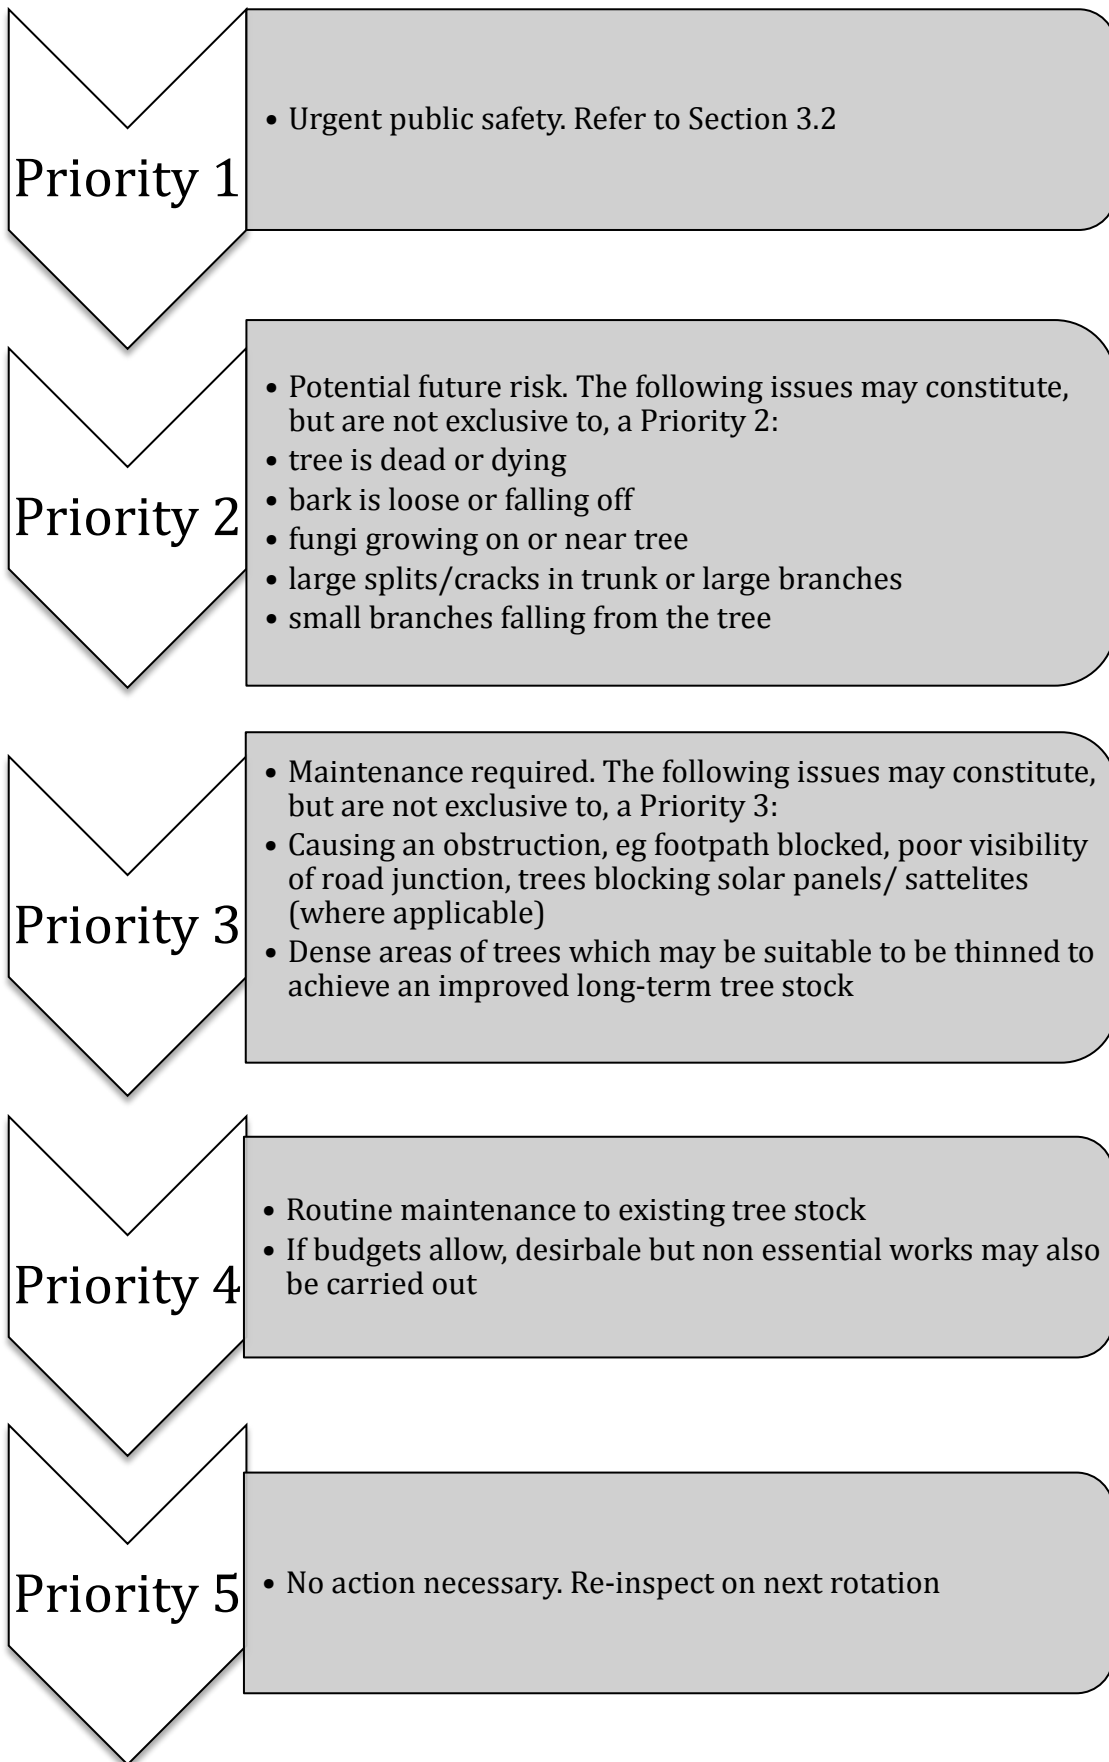 Priority 1
• Urgent public safety. Refer to Section 3.2
Priority 2
• Potential future risk. The following issues may constitute,
but are not exclusive to, a Priority 2:
• tree is dead or dying
• bark is loose or falling off
• fungi growing on or near tree
• large splits/cracks in trunk or large branches
• small branches falling from the tree
Priority 3
• Maintenance required. The following issues may constitute,
but are not exclusive to, a Priority 3:
• Causing an obstruction, eg footpath blocked, poor visibility
of road junction, trees blocking solar panels/ sattelites
(where applicable)
• Dense areas of trees which may be suitable to be thinned to
achieve an improved long-term tree stock
Priority 4
• Routine maintenance to existing tree stock
• If budgets allow, desirbale but non essential works may also
be carried out
Priority 5
• No action necessary. Re-inspect on next rotation